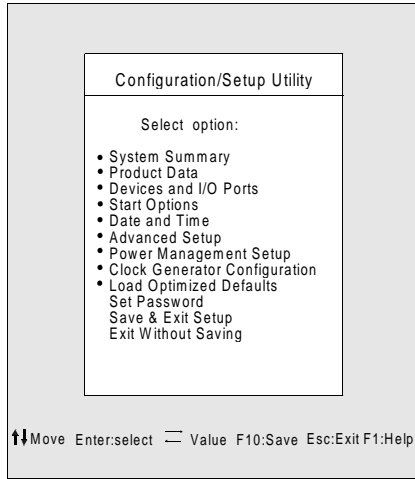 Configuration/Setup Utility
Select option:
• System Summary
• Product Data
• Devices and I/O Ports
• Start Options
• Date and Time
• Advanced Setup
• Power Management Setup
• Clock Generator Configuration
• Load Optimized Defaults
Set Password
Save & Exit Setup
Exit Without Saving
↑↓Move Enter:select ⇄ Value F10:Save Esc:Exit F1:Help